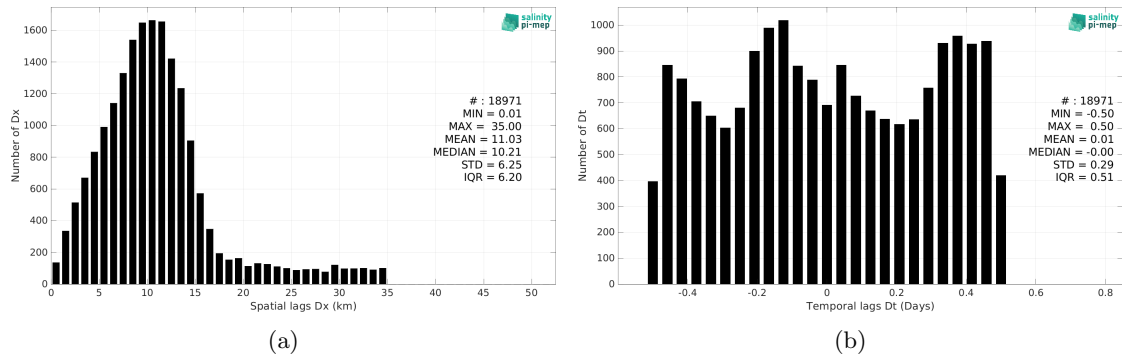 1600
1400
1200
1000
800
600
400
200
0
Number of Dx
0 5 10 15 20 25 30 35 40 45 50
Spatial lags Dx (km)
salinity
pi-mep
# : 18971
MIN = 0.01
MAX = 35.00
MEAN = 11.03
MEDIAN = 10.21
STD = 6.25
IQR = 6.20
(a)
1000
900
800
700
600
500
400
300
200
100
0
Number of Dt
-0.4 -0.2 0 0.2 0.4 0.6 0.8
Temporal lags Dt (Days)
salinity
pi-mep
# : 18971
MIN = -0.50
MAX = 0.50
MEAN = 0.01
MEDIAN = -0.00
STD = 0.29
IQR = 0.51
(b)